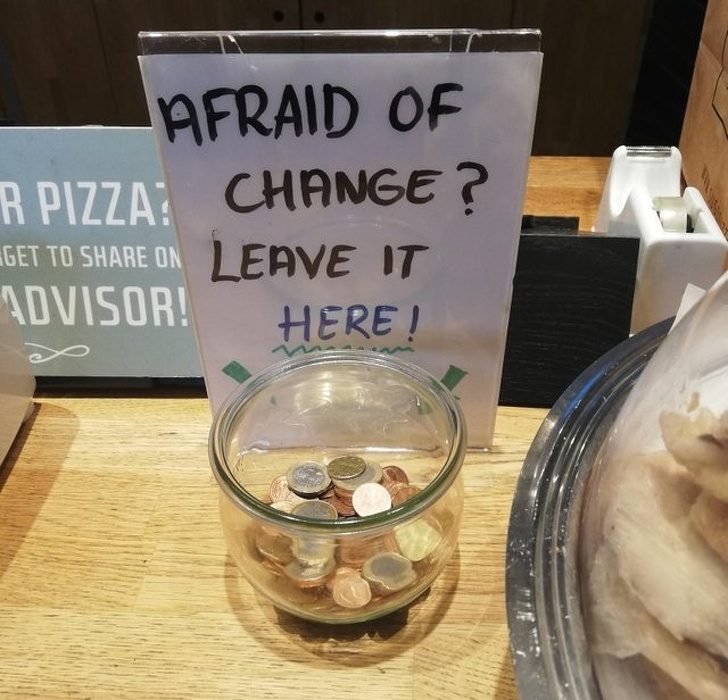 AFRAID OF
CHANGE?
LEAVE IT
HERE!
R PIZZA?
GET TO SHARE ON
ADVISOR!